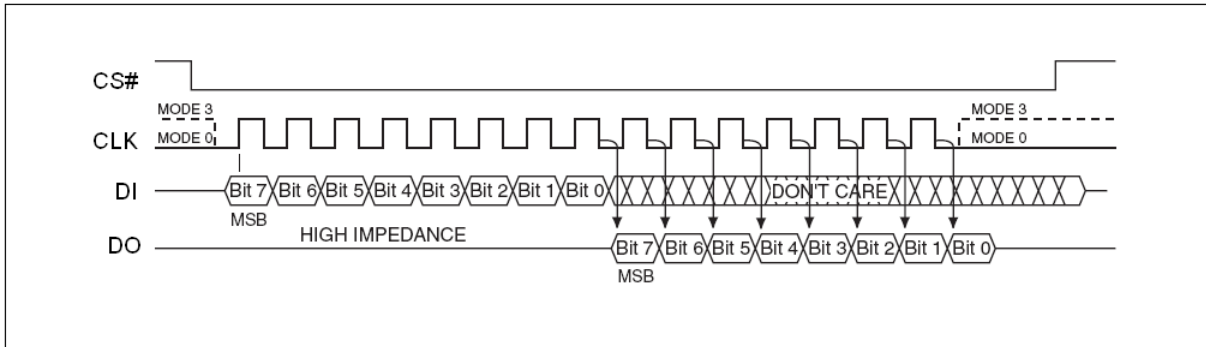 CS#
MODE 3 MODE 3
CLK MODE 0 MODE 0
DI Bit 7 Bit 6 Bit 5 Bit 4 Bit 3 Bit 2 Bit 1 Bit 0 DON'T CARE
MSB
HIGH IMPEDANCE
DO Bit 7 Bit 6 Bit 5 Bit 4 Bit 3 Bit 2 Bit 1 Bit 0
MSB